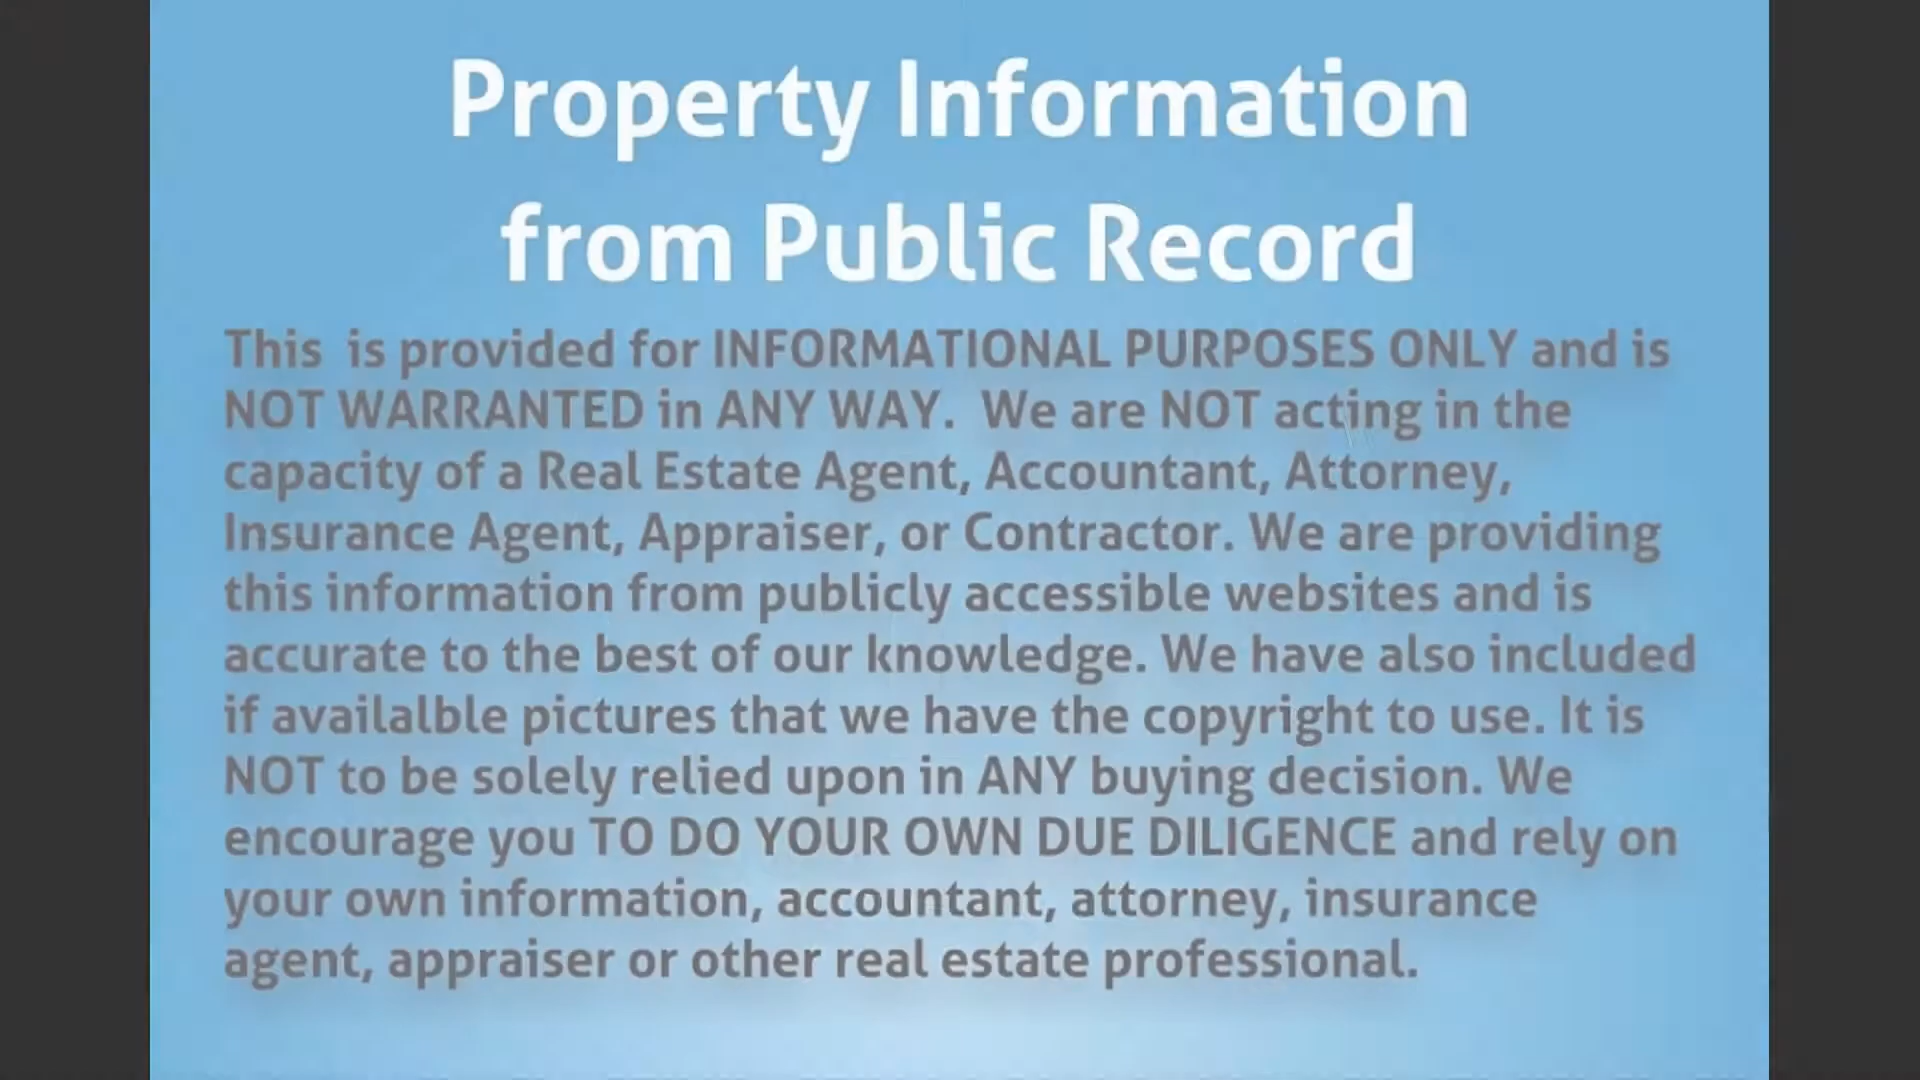 Property Information
from Public Record
This  is provided for INFORMATIONAL PURPOSES ONLY and is
NOT WARRANTED in ANY WAY.  We are NOT acting in the
capacity of a Real Estate Agent, Accountant, Attorney,
Insurance Agent, Appraiser, or Contractor. We are providing
this information from publicly accessible websites and is
accurate to the best of our knowledge. We have also included
if availalble pictures that we have the copyright to use. It is
NOT to be solely relied upon in ANY buying decision. We
encourage you TO DO YOUR OWN DUE DILIGENCE and rely on
your own information, accountant, attorney, insurance
agent, appraiser or other real estate professional.